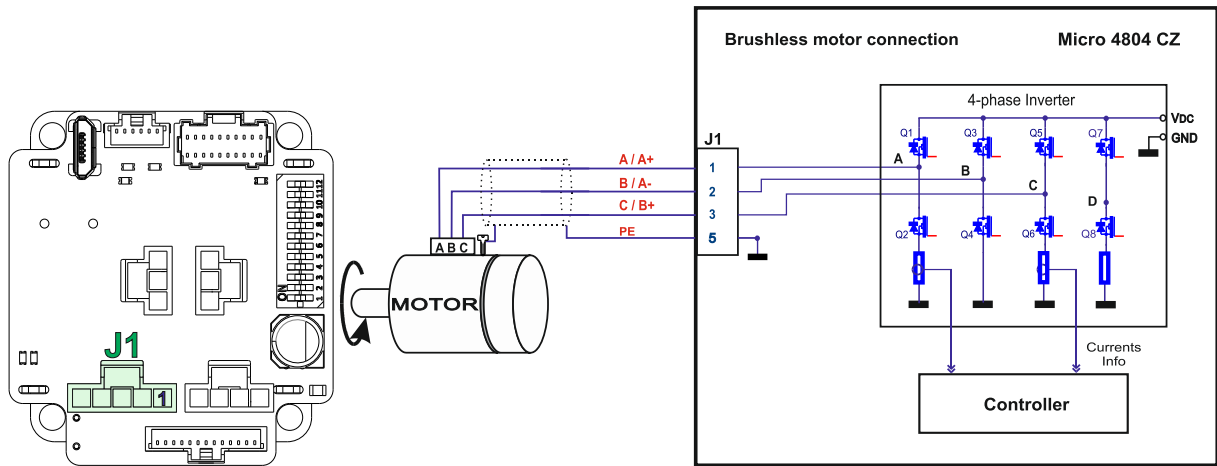 Brushless motor connection
Micro 4804 CZ
4-phase Inverter
Q1
Q3
Q5
Q7
VDC
GND
J1
A / A+
1
A
B / A-
2
B
C / B+
3
C
D
PE
5
Q2
Q4
Q6
Q8
A B C
MOTOR
1 2 3 4 5 6 7 8 9 10 11 12
ON
J1
1
Currents
Info
Controller